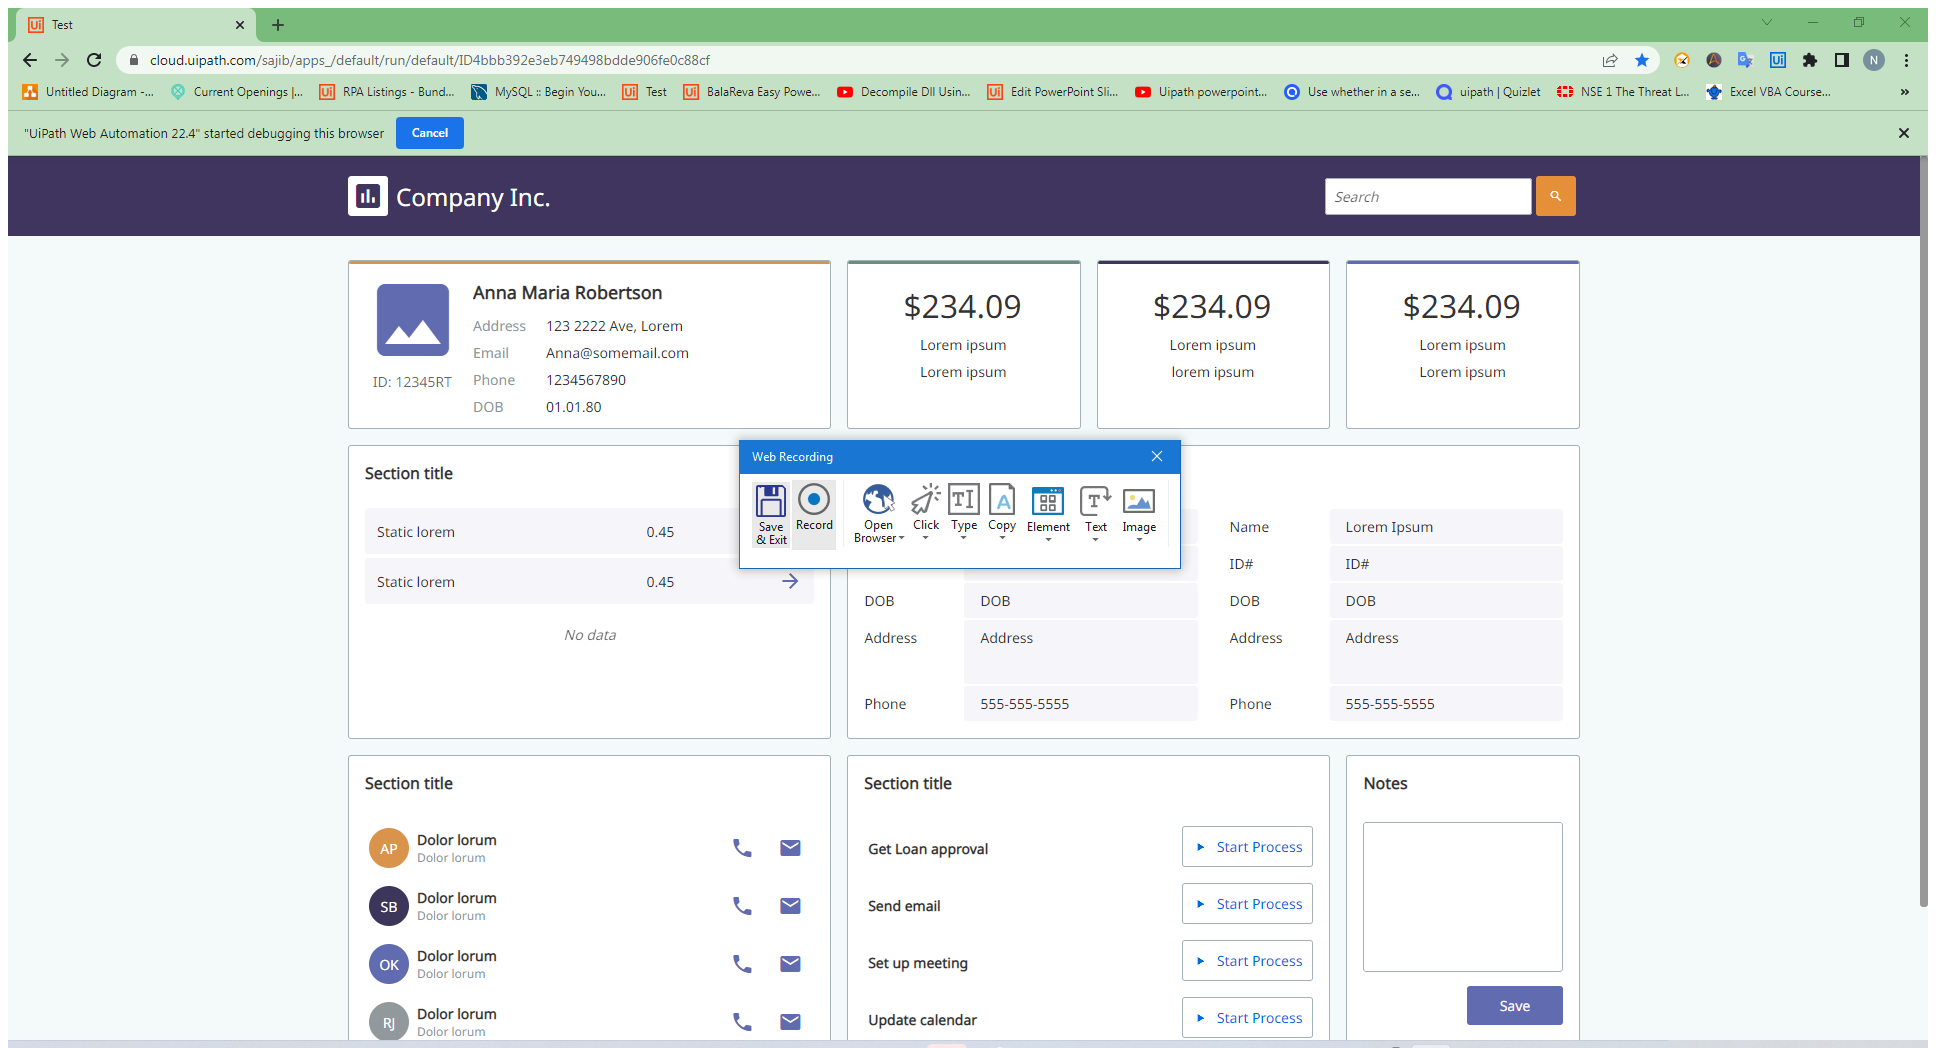 Test
cloud.uipath.com/sajib/apps_/default/run/default/ID4bbb392e3eb749498bdde906fe0c88cf
N
Untitled Diagram -... Current Openings |... RPA Listings - Bund... MySQL :: Begin You... Test BalaReva Easy Powe... Decompile Dll Usin... Edit PowerPoint Sli... Uipath powerpoint... Use whether in a se... uipath | Quizlet NSE 1 The Threat L... Excel VBA Course... »
"UiPath Web Automation 22.4" started debugging this browser Cancel
Company Inc.
Search
Anna Maria Robertson
Address 123 2222 Ave, Lorem
Email Anna@somemail.com
Phone 1234567890
DOB 01.01.80
ID: 12345RT
$234.09
Lorem ipsum
Lorem ipsum
$234.09
Lorem ipsum
lorem ipsum
$234.09
Lorem ipsum
Lorem ipsum
Web Recording
Save & Exit
Record
Open Browser
Click
Type
Copy
Element
Text
Image
Section title
Static lorem 0.45
Static lorem 0.45
No data
DOB DOB
Address Address
Phone 555-555-5555
Name Lorem Ipsum
ID# ID#
DOB DOB
Address Address
Phone 555-555-5555
Section title
AP Dolor lorum
Dolor lorum
SB Dolor lorum
Dolor lorum
OK Dolor lorum
Dolor lorum
RJ Dolor lorum
Dolor lorum
Section title
Get Loan approval Start Process
Send email Start Process
Set up meeting Start Process
Update calendar Start Process
Notes
Save